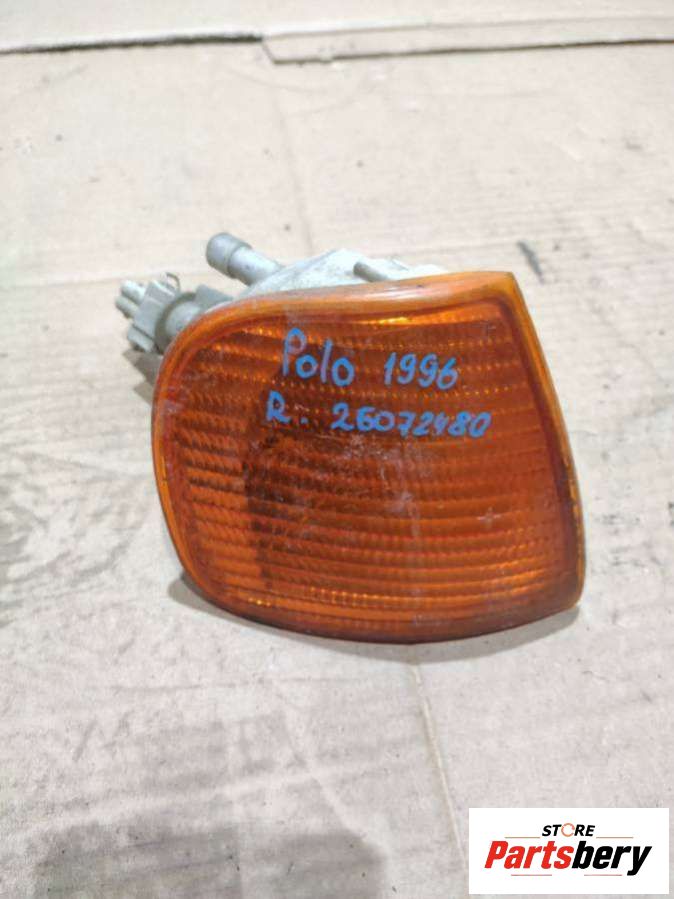 Polo 1996
R. 26072480
STORE
Partsbery